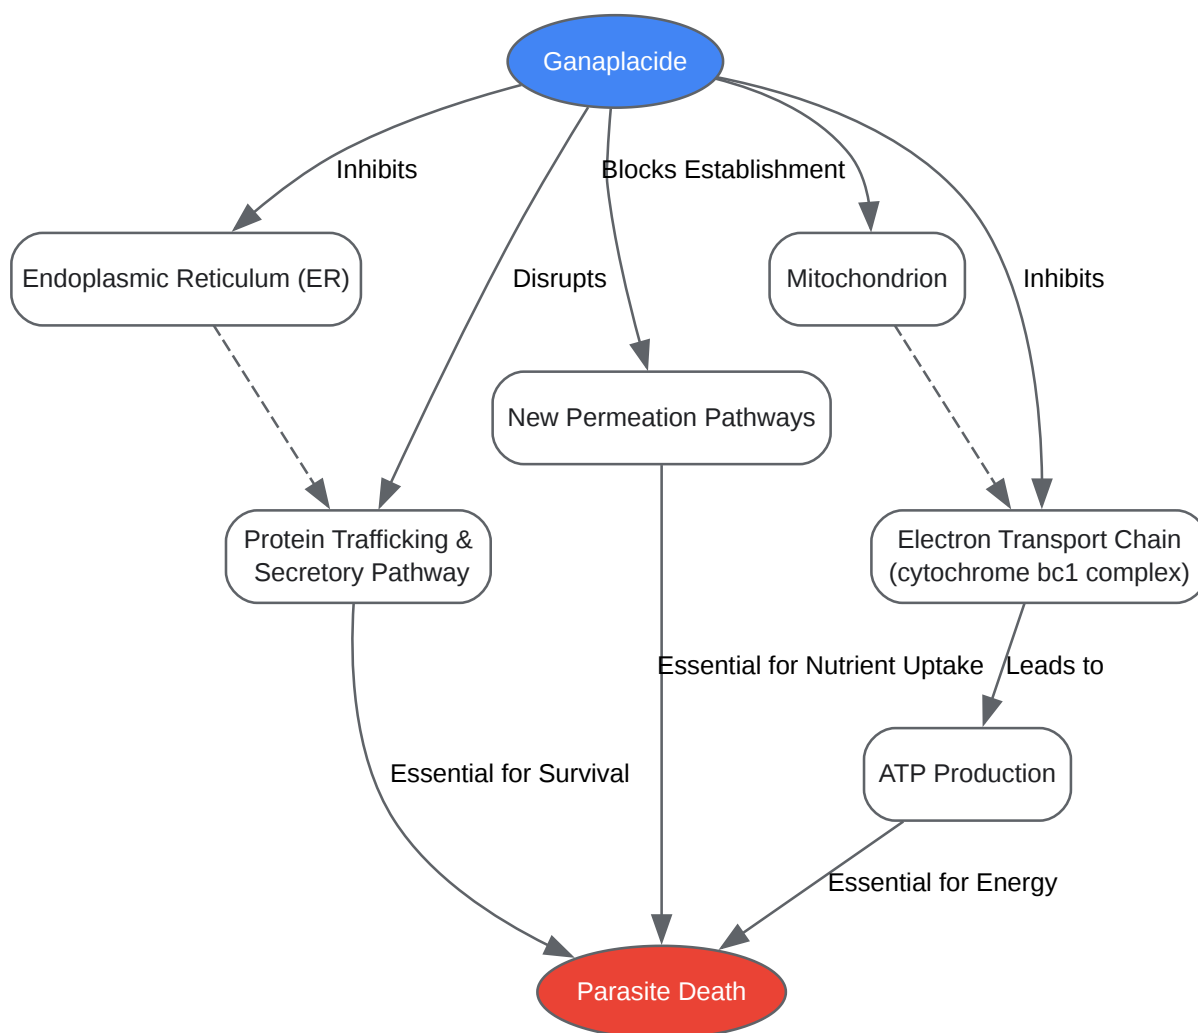 Ganaplacide
Inhibits
Blocks Establishment
Endoplasmic Reticulum (ER)
Disrupts
Mitochondrion
Inhibits
New Permeation Pathways
Protein Trafficking &
Secretory Pathway
Electron Transport Chain
(cytochrome bc1 complex)
Essential for Nutrient Uptake
Leads to
Essential for Survival
ATP Production
Essential for Energy
Parasite Death